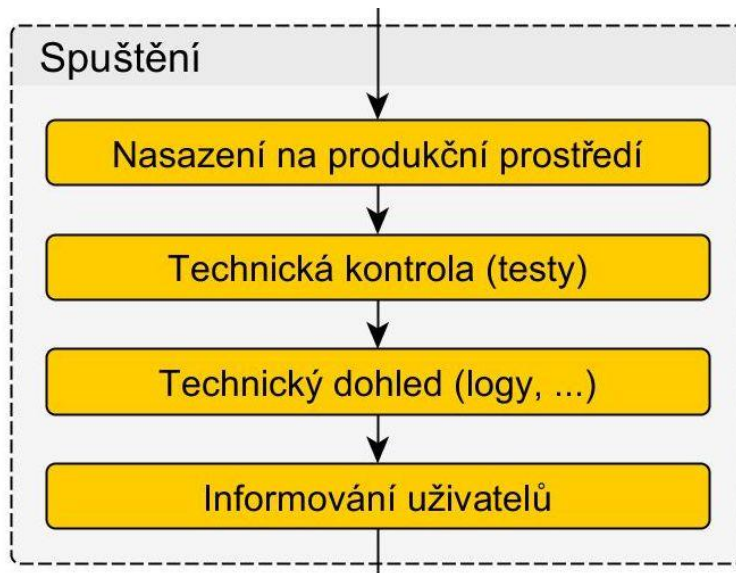 Spuštění
Nasazení na produkční prostředí
Technická kontrola (testy)
Technický dohled (logy, ...)
Informování uživatelů